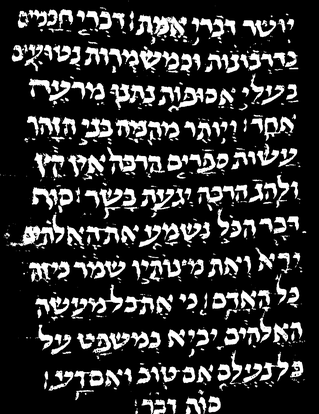 יושר דברי אמת: דברי חכמים
כדרבונות וכמשמרות נטועים
בעלי אסופות נתנו מרעה
אחד: ויותר מהמה בני הזהר
עשות ספרים הרבה אין קץ
ולהג הרבה יגעת בשר: סוף
דבר הכל נשמע את האלהים
ירא ואת מצותיו שמר כי זה
כל האדם: כי את כל מעשה
האלהים יביא במשפט על
כל נעלם אם טוב ואם רע:
סוף דבר: